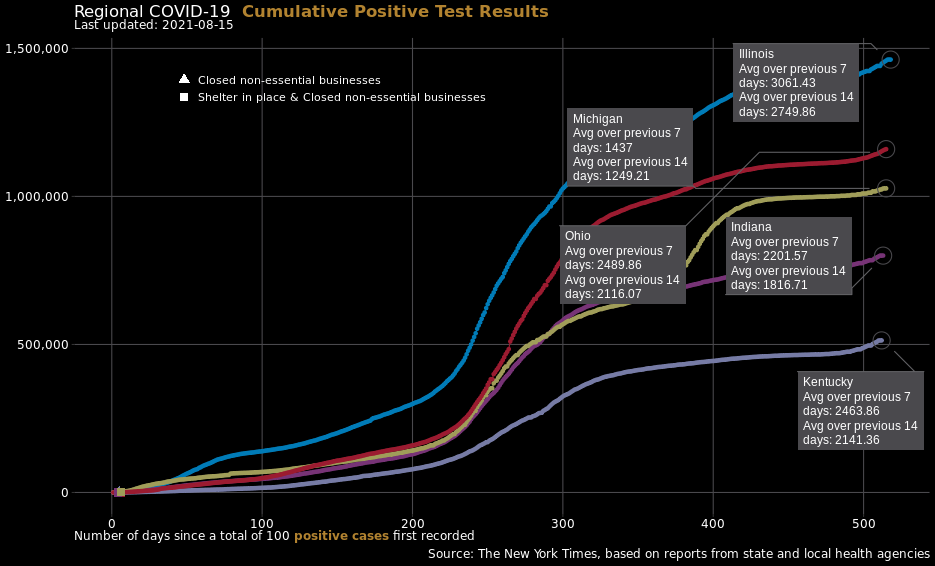 Regional COVID-19 Cumulative Positive Test Results
Last updated: 2021-08-15
1,500,000
1,000,000
500,000
0
Closed non-essential businesses
Shelter in place & Closed non-essential businesses
Illinois
Avg over previous 7
days: 3061.43
Avg over previous 14
days: 2749.86
Michigan
Avg over previous 7
days: 1437
Avg over previous 14
days: 1249.21
Ohio
Avg over previous 7
days: 2489.86
Avg over previous 14
days: 2116.07
Indiana
Avg over previous 7
days: 2201.57
Avg over previous 14
days: 1816.71
Kentucky
Avg over previous 7
days: 2463.86
Avg over previous 14
days: 2141.36
0 100 200 300 400 500
Number of days since a total of 100 positive cases first recorded
Source: The New York Times, based on reports from state and local health agencies